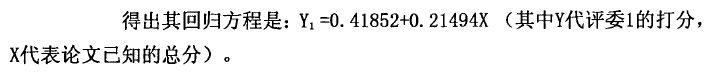 得出其回归方程是：Y₁=0.41852+0.21494X（其中Y代评委1的打分，
X代表论文已知的总分）。